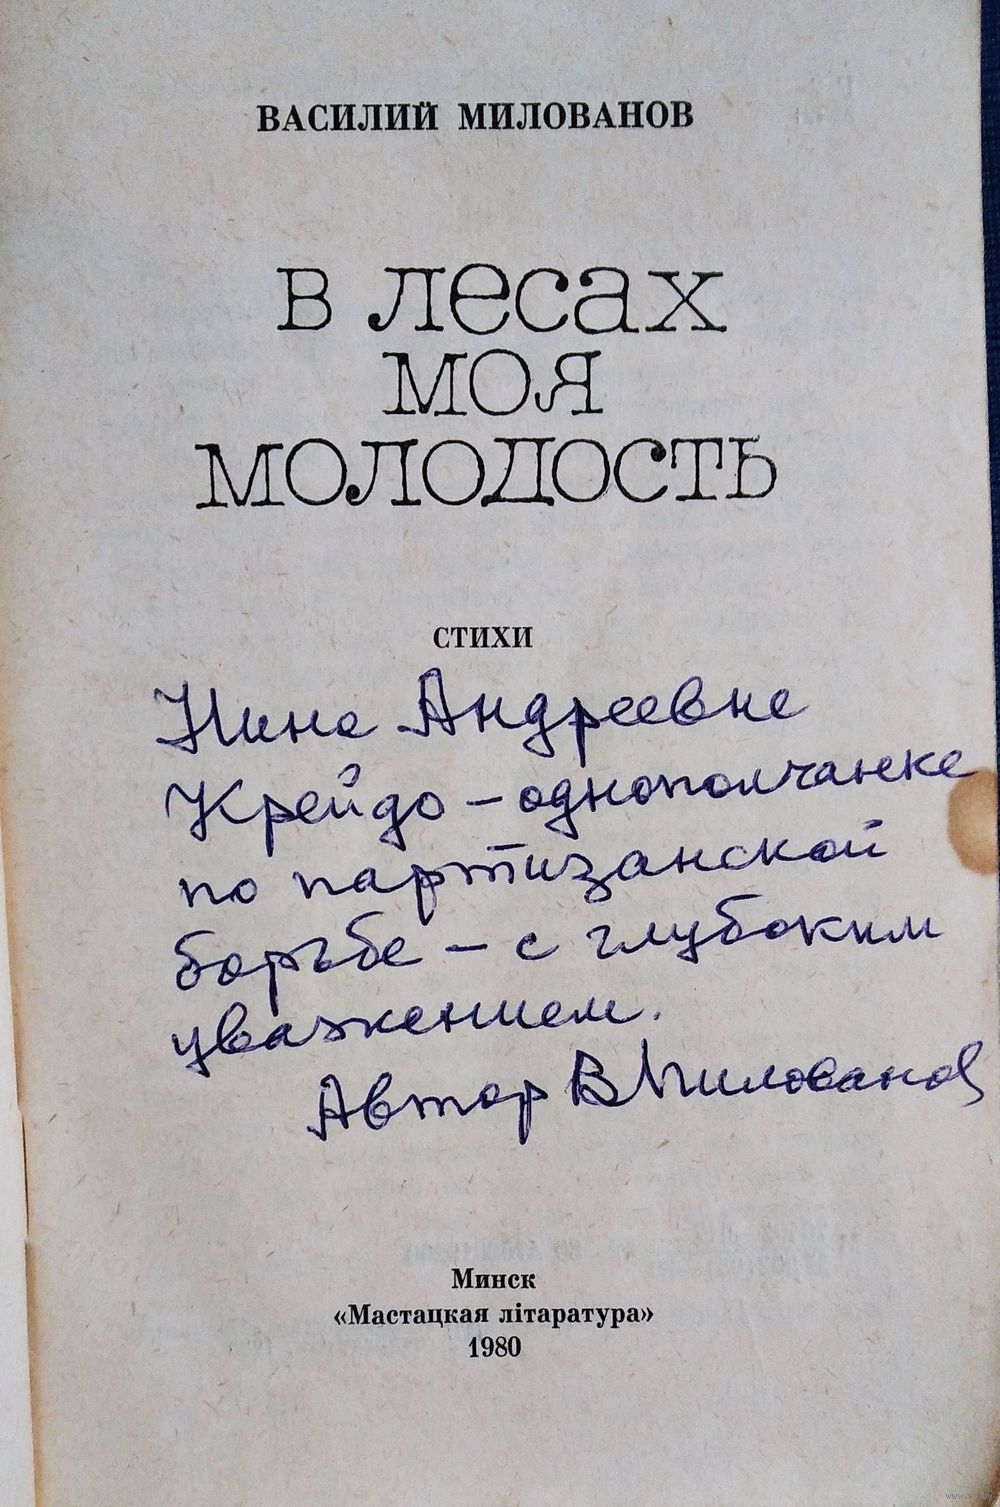 ВАСИЛИЙ МИЛОВАНОВ
В ЛЕСАХ
МОЯ
МОЛОДОСТЬ
СТИХИ
Нине Андреевне
Крейдо – однополчанке
по партизанской
борьбе – с глубоким
уважением.
Автор В Милованов
Минск
«Мастацкая літаратура»
1980